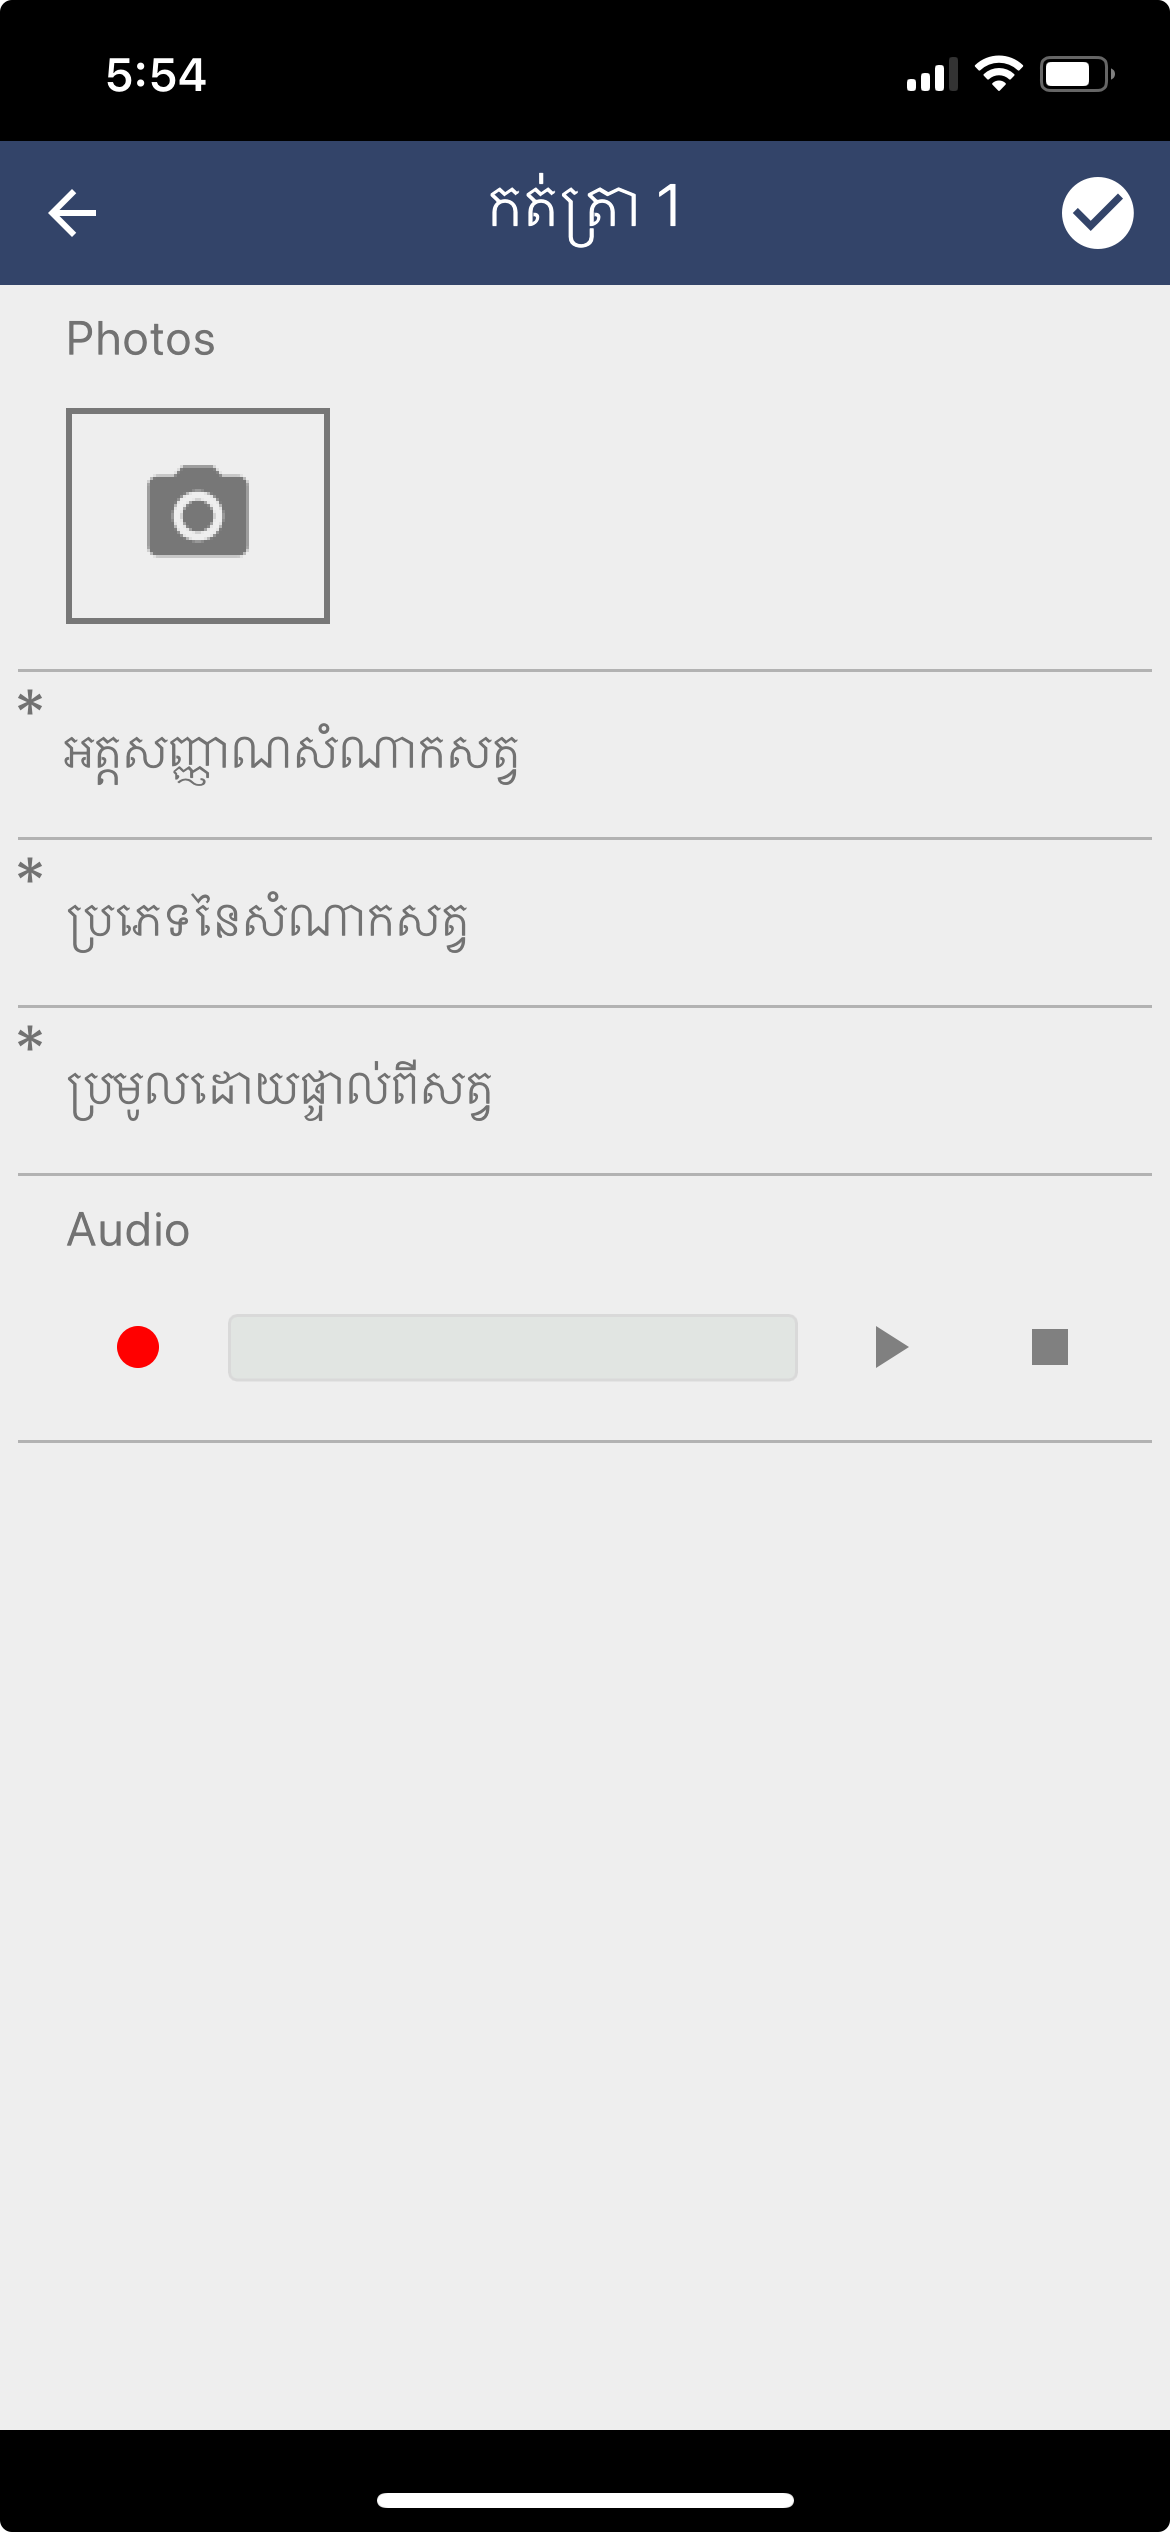 5:54
កត់ត្រា 1
Photos
*
អត្តសញ្ញាណសំណាកសត្វ
*
ប្រភេទនៃសំណាកសត្វ
*
ប្រមូលដោយផ្ទាល់ពីសត្វ
Audio